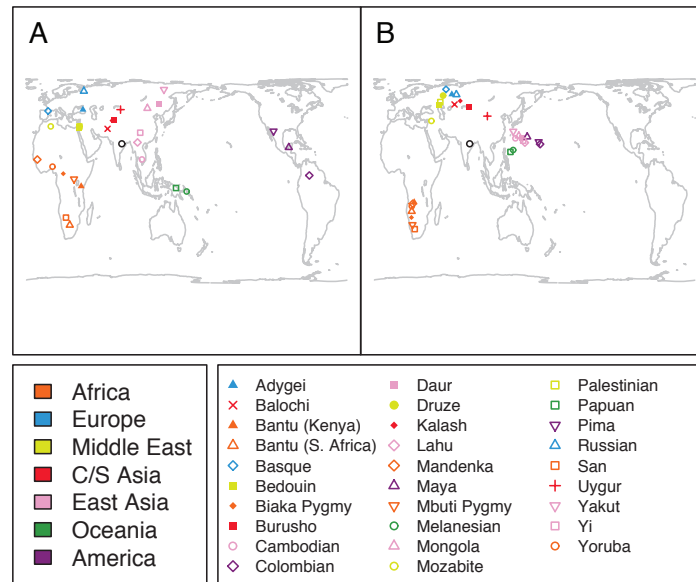 A
B
Africa
Europe
Middle East
C/S Asia
East Asia
Oceania
America
Adygei
Balochi
Bantu (Kenya)
Bantu (S. Africa)
Basque
Bedouin
Biaka Pygmy
Burusho
Cambodian
Colombian
Daur
Druze
Kalash
Lahu
Mandenka
Maya
Mbuti Pygmy
Melanesian
Mongola
Mozabite
Palestinian
Papuan
Pima
Russian
San
Uygur
Yakut
Yi
Yoruba